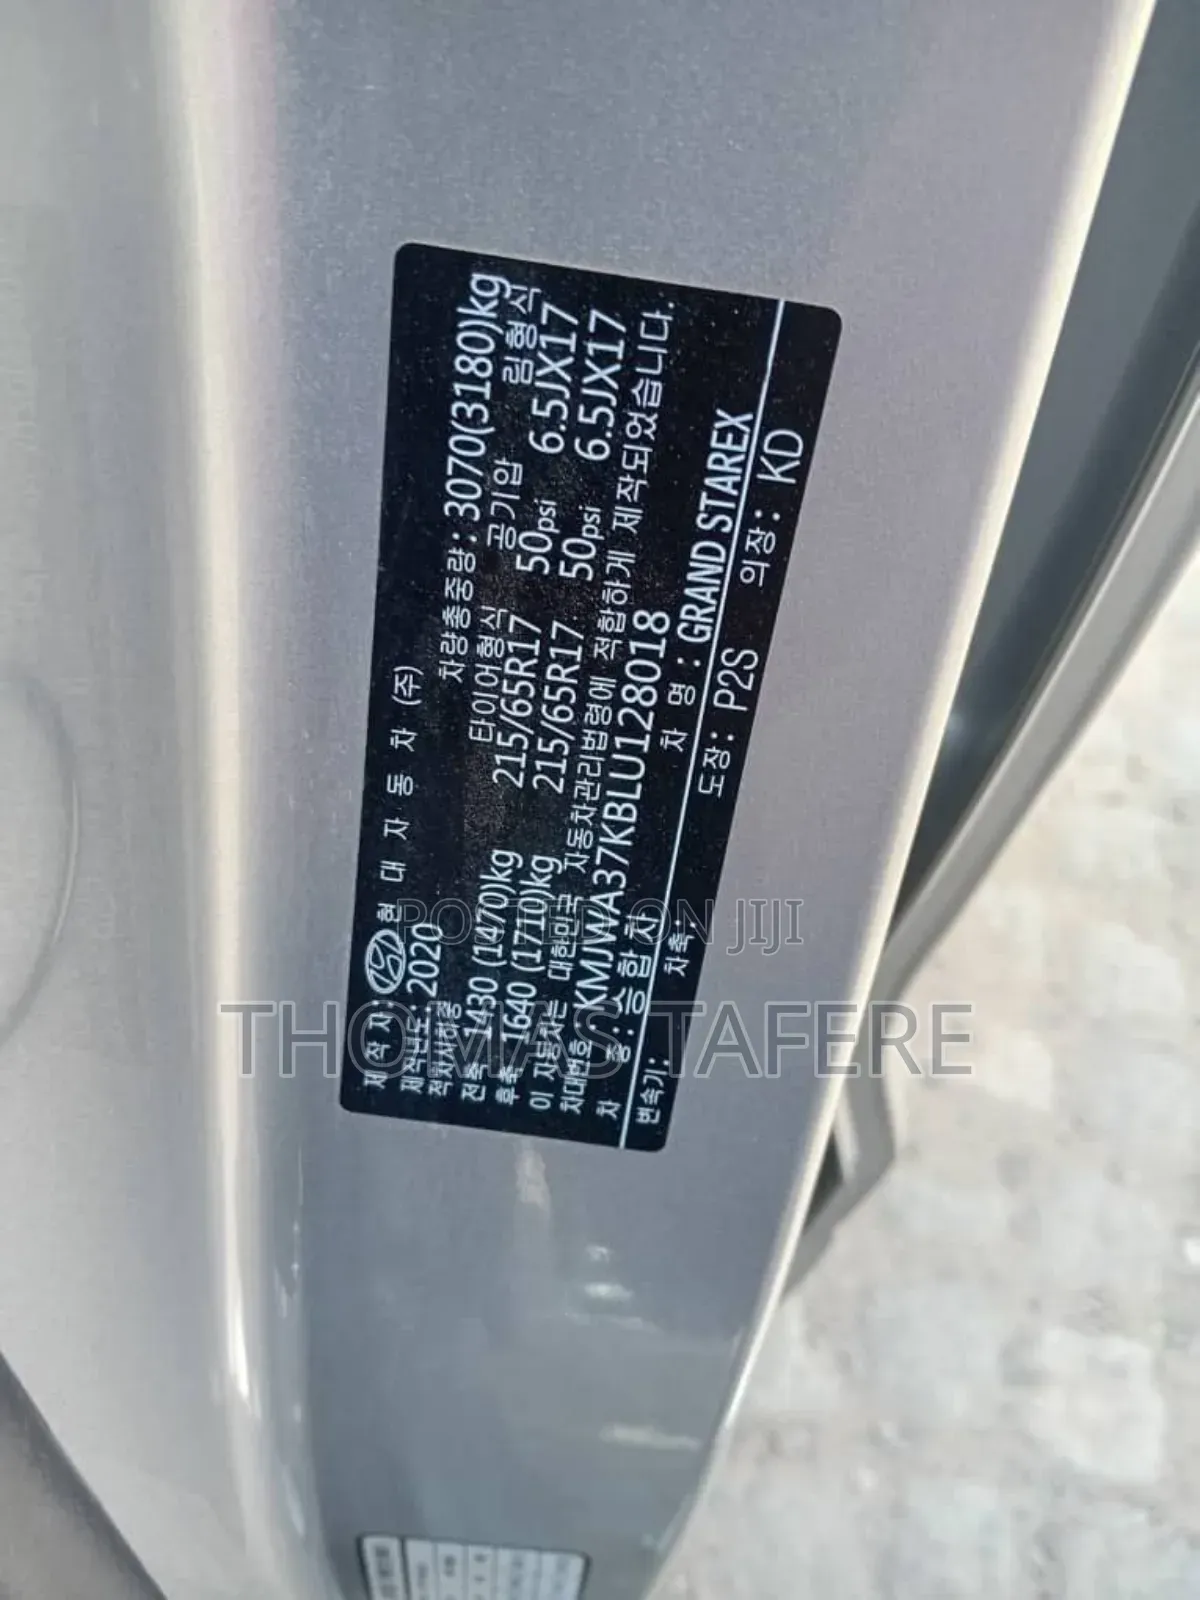 제 작 자: 현 대 자 동 차 (주)
제작년도: 2020 차량총중량: 3070(3180)kg
적차시하중 타이어형식 공기압 림형식
전축 1430 (1470)kg 215/65R17 50psi 6.5JX17
후축 1640 (1710)kg 215/65R17 50psi 6.5JX17
이 자동차는 대한민국 자동차관리법령에 적합하게 제작되었습니다.
차대번호: KMJWA37KBLU128018
차 종: 승합차 차 명: GRAND STAREX
변속기: 차축: 도장: P2S 의장: KD
POSTED ON JIJI
THOMAS TAFERE